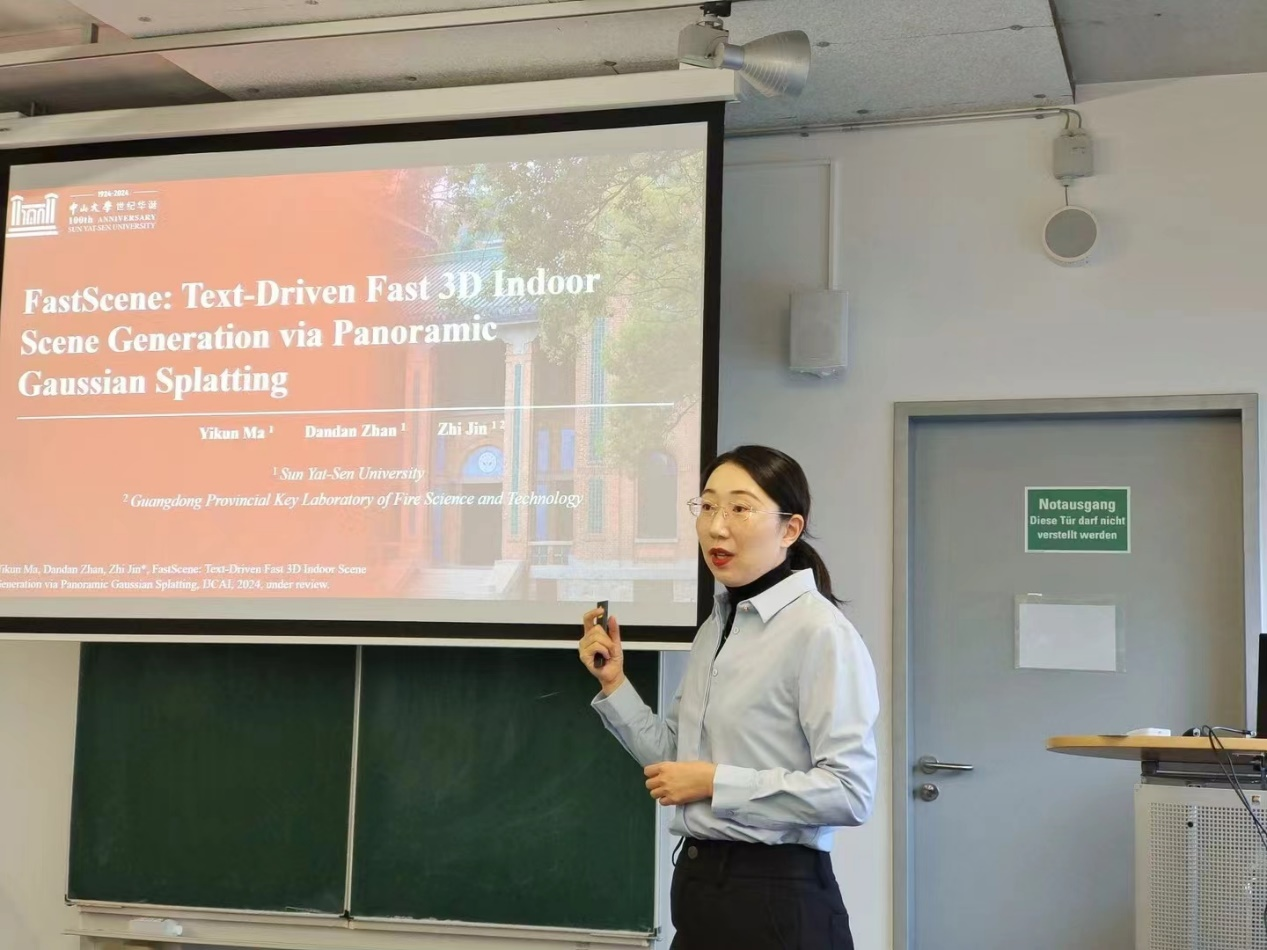 1924-2024
中山大學 世纪华诞
100th ANNIVERSARY
SUN YAT-SEN UNIVERSITY
FastScene: Text-Driven Fast 3D Indoor
Scene Generation via Panoramic
Gaussian Splatting
Yikun Ma ¹ Dandan Zhan ¹ Zhi Jin ¹ ²
¹ Sun Yat-Sen University
² Guangdong Provincial Key Laboratory of Fire Science and Technology
Yikun Ma, Dandan Zhan, Zhi Jin*, FastScene: Text-Driven Fast 3D Indoor Scene
Generation via Panoramic Gaussian Splatting, IJCAI, 2024, under review.
Notausgang
Diese Tür darf nicht
verstellt werden